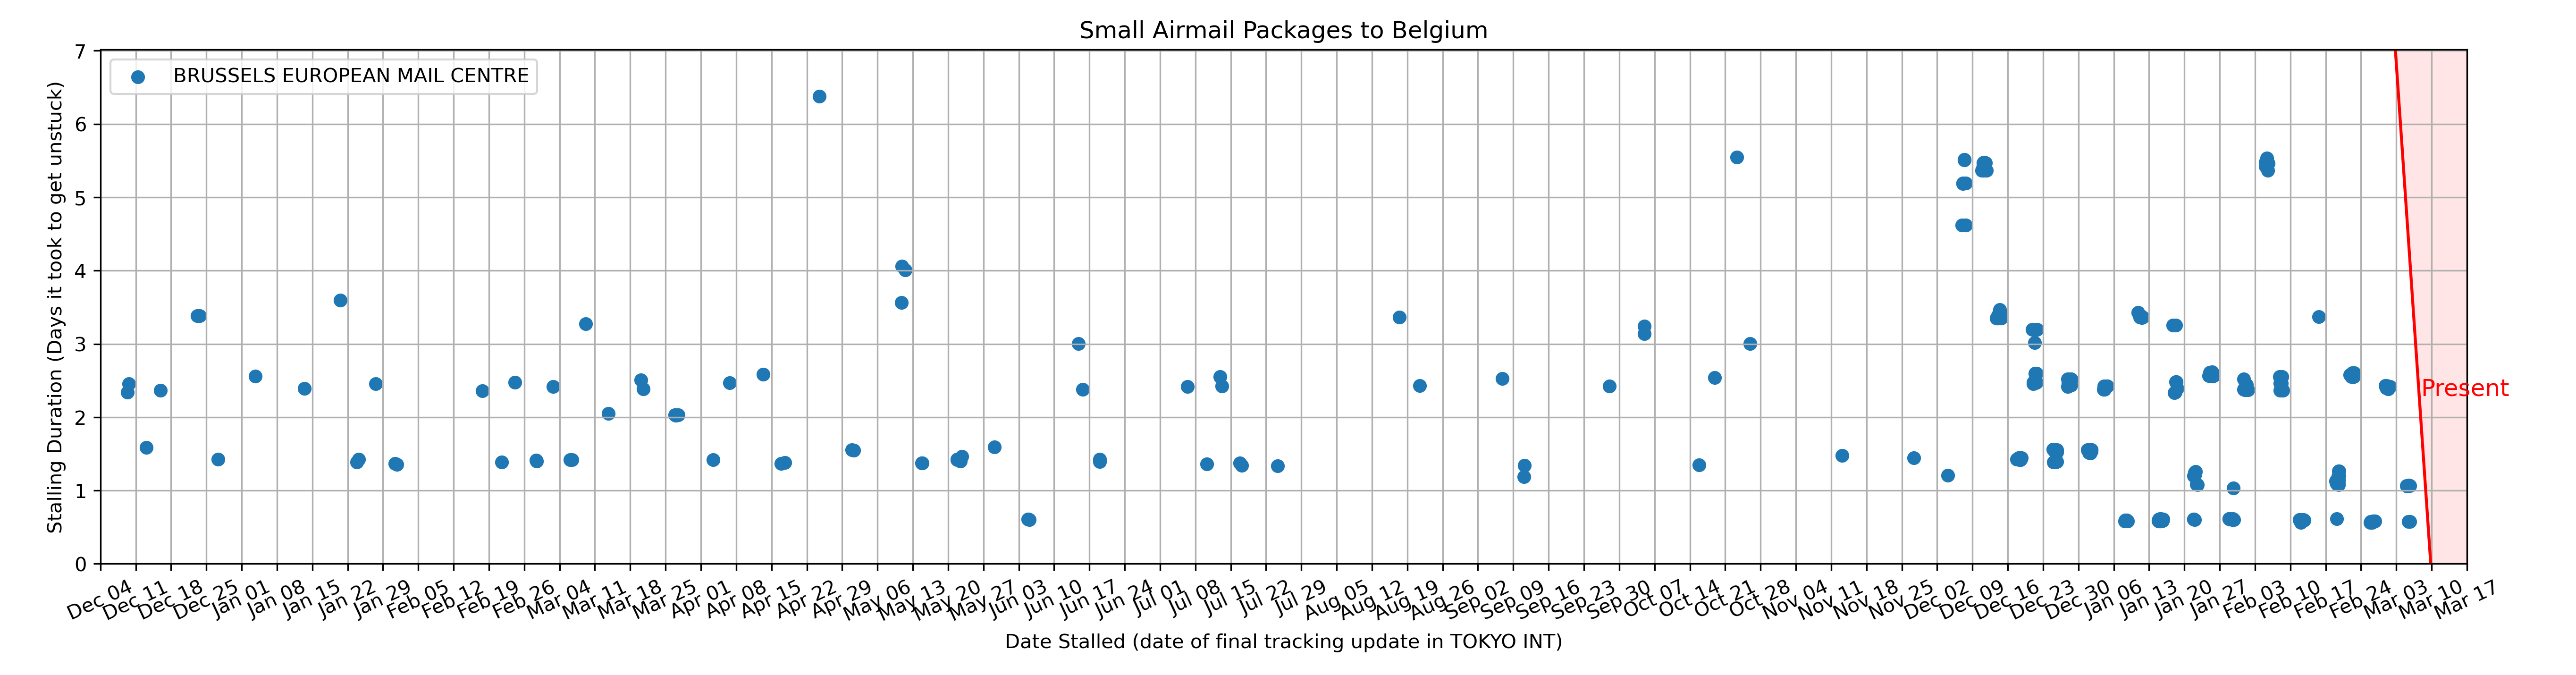 Small Airmail Packages to Belgium
BRUSSELS EUROPEAN MAIL CENTRE
Stalling Duration (Days it took to get unstuck)
7
6
5
4
3
2
1
0
Present
Dec 04 Dec 11 Dec 18 Dec 25 Jan 01 Jan 08 Jan 15 Jan 22 Jan 29 Feb 05 Feb 12 Feb 19 Feb 26 Mar 04 Mar 11 Mar 18 Mar 25 Apr 01 Apr 08 Apr 15 Apr 22 Apr 29 May 06 May 13 May 20 May 27 Jun 03 Jun 10 Jun 17 Jun 24 Jul 01 Jul 08 Jul 15 Jul 22 Jul 29 Aug 05 Aug 12 Aug 19 Aug 26 Sep 02 Sep 09 Sep 16 Sep 23 Sep 30 Oct 07 Oct 14 Oct 21 Oct 28 Nov 04 Nov 11 Nov 18 Nov 25 Dec 02 Dec 09 Dec 16 Dec 23 Dec 30 Jan 06 Jan 13 Jan 20 Jan 27 Feb 03 Feb 10 Feb 17 Feb 24 Mar 03 Mar 10 Mar 17
Date Stalled (date of final tracking update in TOKYO INT)